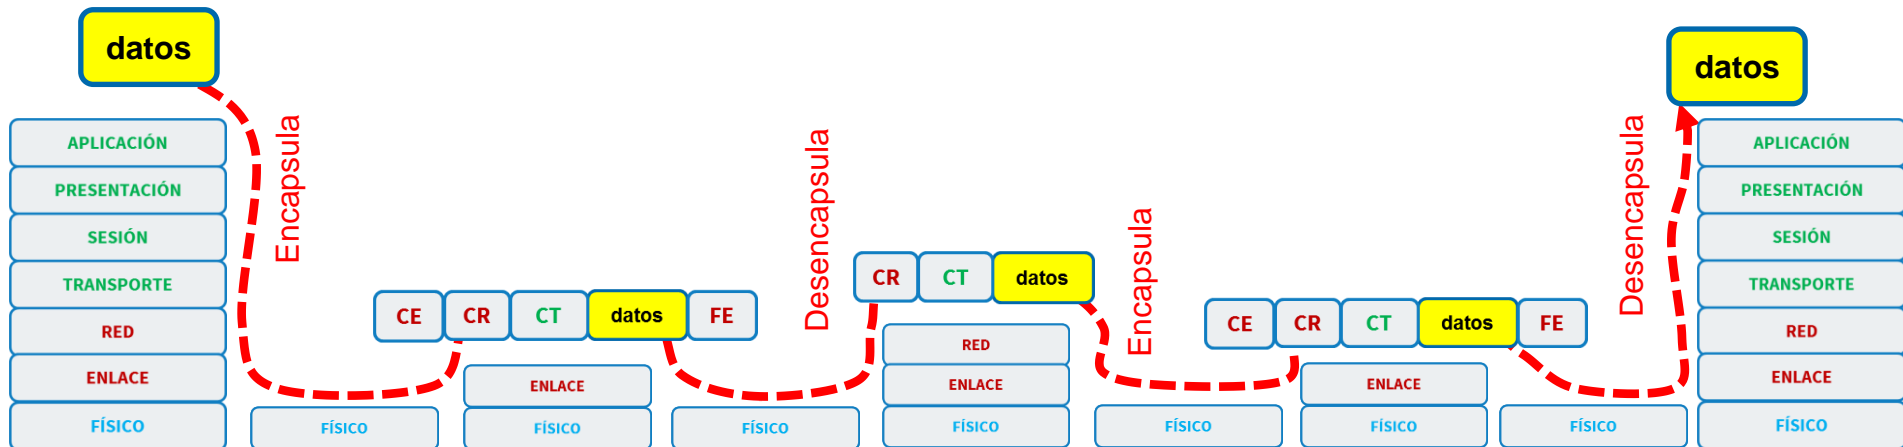 datos
APLICACIÓN
PRESENTACIÓN
SESIÓN
TRANSPORTE
RED
ENLACE
FÍSICO
Encapsula
FÍSICO
CE CR CT datos FE
ENLACE
FÍSICO
FÍSICO
Desencapsula
CR CT datos
RED
ENLACE
FÍSICO
Encapsula
FÍSICO
CE CR CT datos FE
ENLACE
FÍSICO
FÍSICO
Desencapsula
datos
APLICACIÓN
PRESENTACIÓN
SESIÓN
TRANSPORTE
RED
ENLACE
FÍSICO